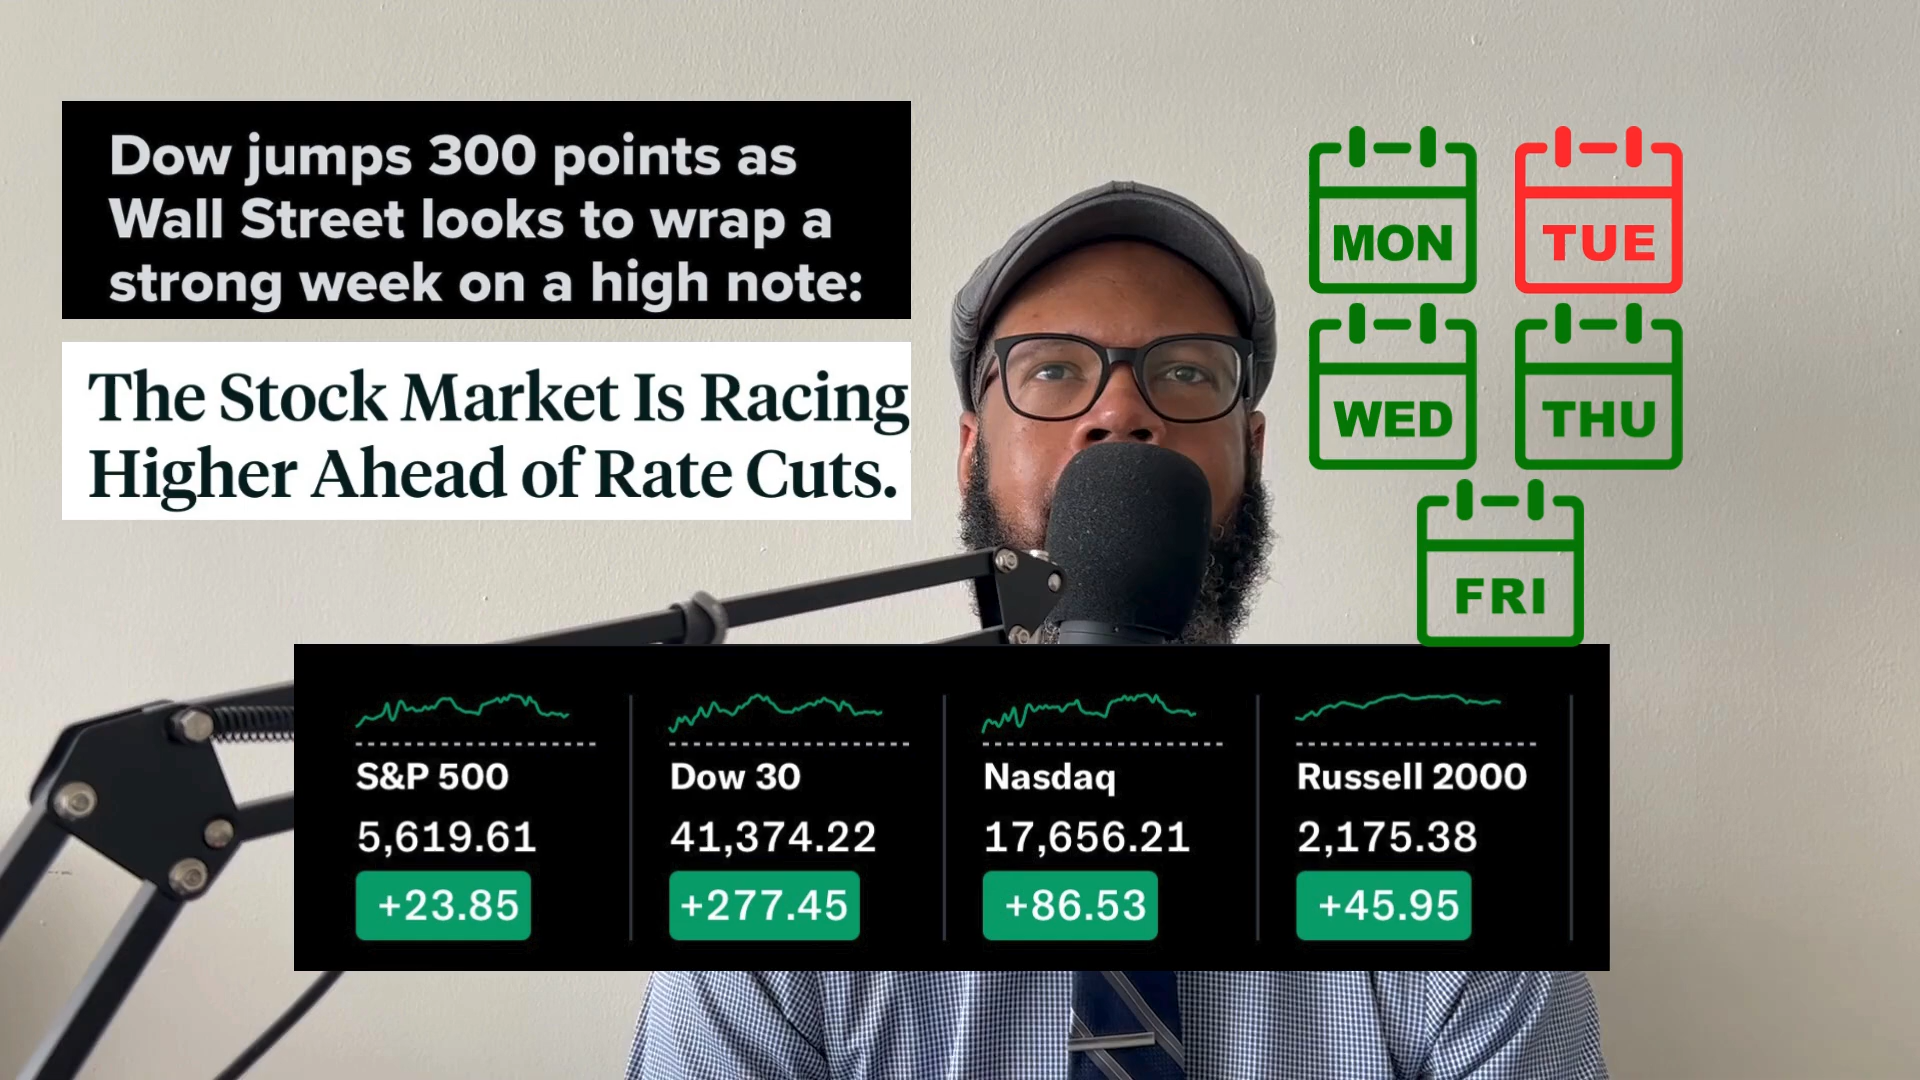 Dow jumps 300 points as
Wall Street looks to wrap a
strong week on a high note:
The Stock Market Is Racing
Higher Ahead of Rate Cuts.
MON TUE
WED THU
FRI
S&P 500 Dow 30 Nasdaq Russell 2000
5,619.61 41,374.22 17,656.21 2,175.38
+23.85 +277.45 +86.53 +45.95